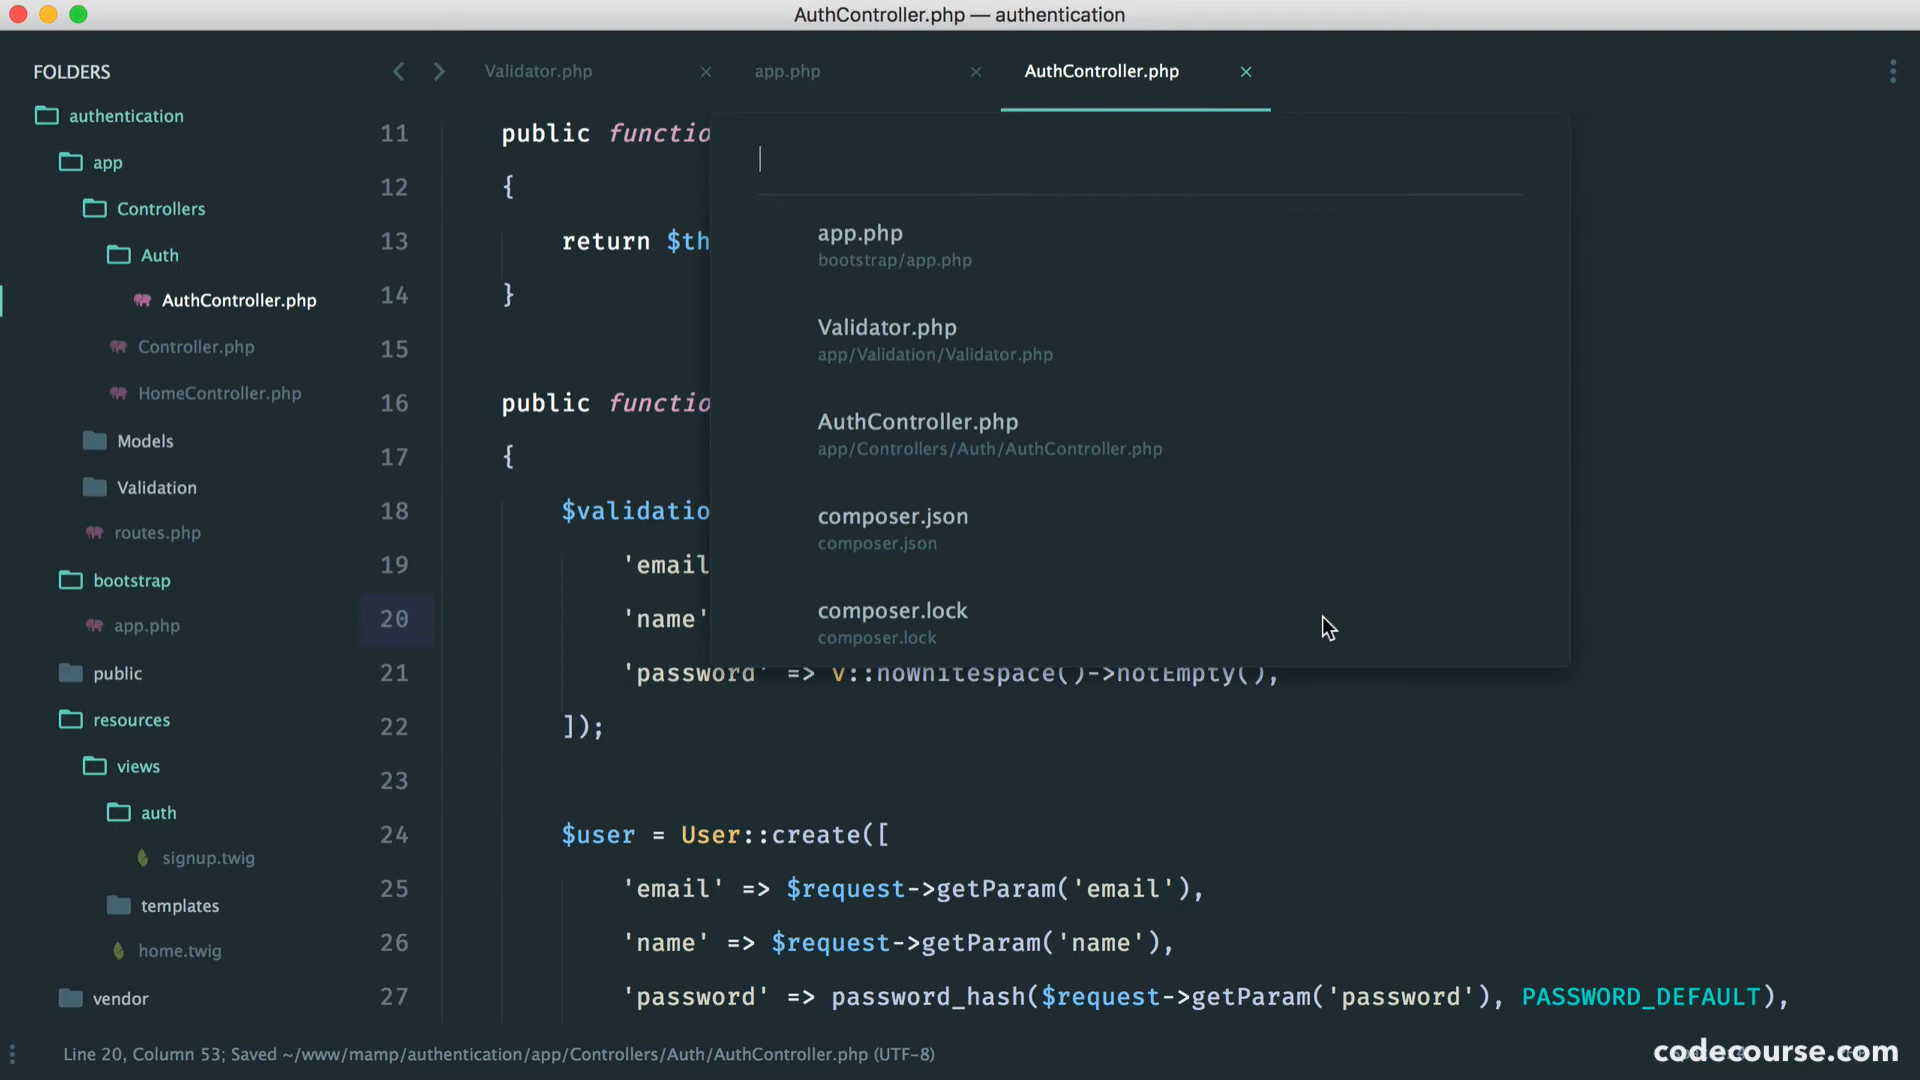 AuthController.php — authentication
FOLDERS
authentication
app
Controllers
Auth
AuthController.php
Controller.php
HomeController.php
Models
Validation
routes.php
bootstrap
app.php
public
resources
views
auth
signup.twig
templates
home.twig
vendor
Validator.php
app.php
AuthController.php
11 public functio
12 {
13 return $th
14 }
15
16 public functio
17 {
18 $validatio
19 'email
20 'name'
21 'password' => v::noWhitespace()->notEmpty(),
22 ]);
23
24 $user = User::create([
25 'email' => $request->getParam('email'),
26 'name' => $request->getParam('name'),
27 'password' => password_hash($request->getParam('password'), PASSWORD_DEFAULT),
app.php
bootstrap/app.php
Validator.php
app/Validation/Validator.php
AuthController.php
app/Controllers/Auth/AuthController.php
composer.json
composer.json
composer.lock
composer.lock
Line 20, Column 53; Saved ~/www/mamp/authentication/app/Controllers/Auth/AuthController.php (UTF-8)
codecourse.com